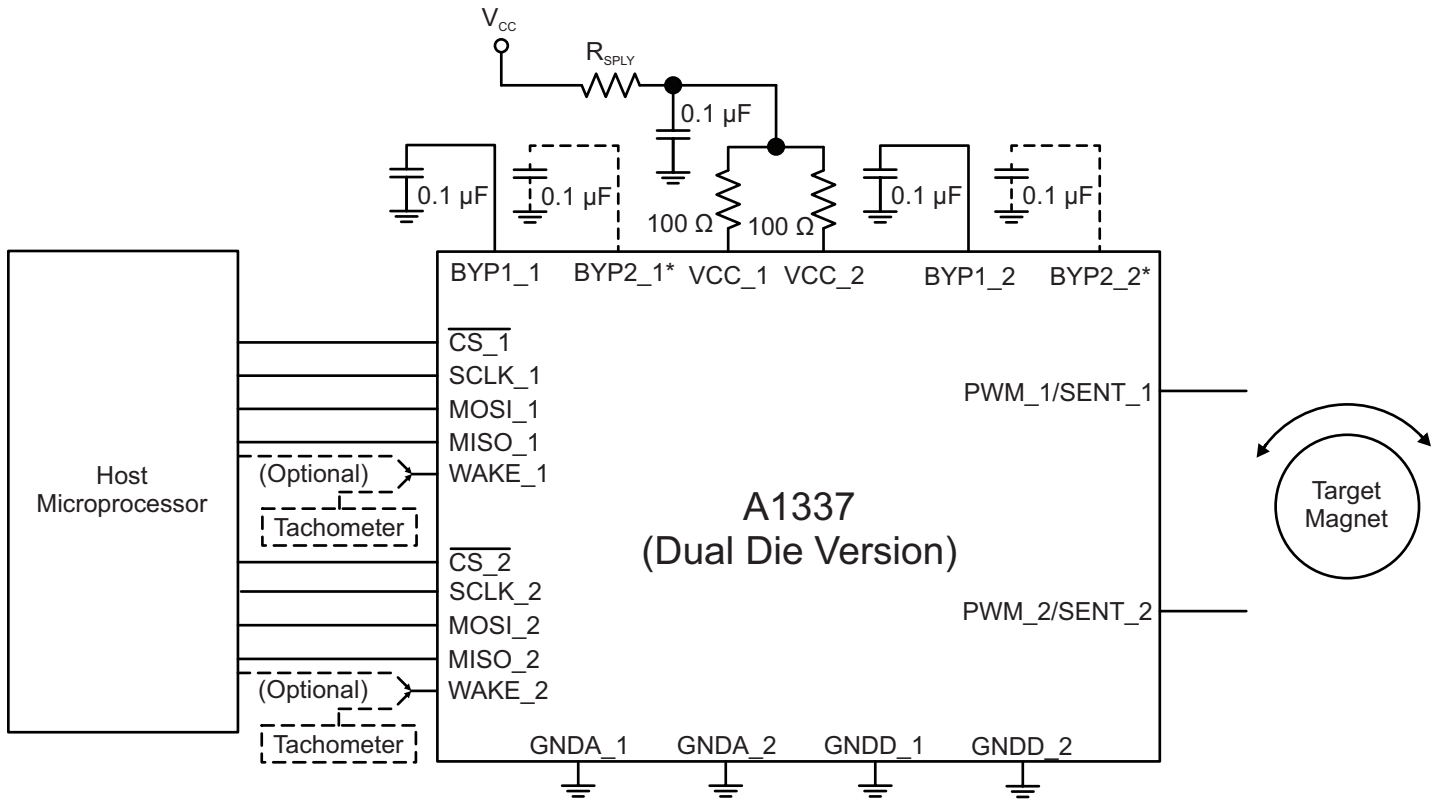 VCC
RSPLY
0.1 µF
0.1 µF
0.1 µF
0.1 µF
0.1 µF
100 Ω
100 Ω
BYP1_1
BYP2_1*
VCC_1
VCC_2
BYP1_2
BYP2_2*
CS_1
SCLK_1
MOSI_1
MISO_1
(Optional)
WAKE_1
Tachometer
Host
Microprocessor
A1337
(Dual Die Version)
PWM_1/SENT_1
Target
Magnet
CS_2
SCLK_2
MOSI_2
MISO_2
(Optional)
WAKE_2
Tachometer
PWM_2/SENT_2
GNDA_1
GNDA_2
GNDD_1
GNDD_2